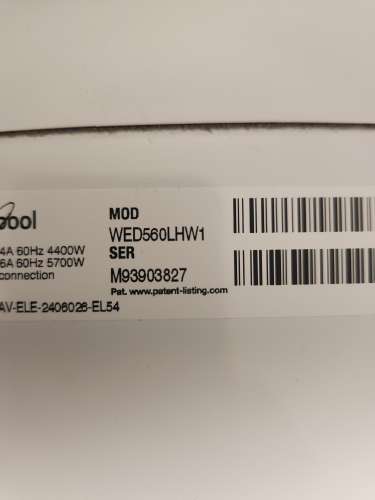 MOD
WED560LHW1
SER
M93903827
Pat. www.patent-listing.com
pool
4A 60Hz 4400W
6A 60Hz 5700W
connection
AV-ELE-2406026-EL54